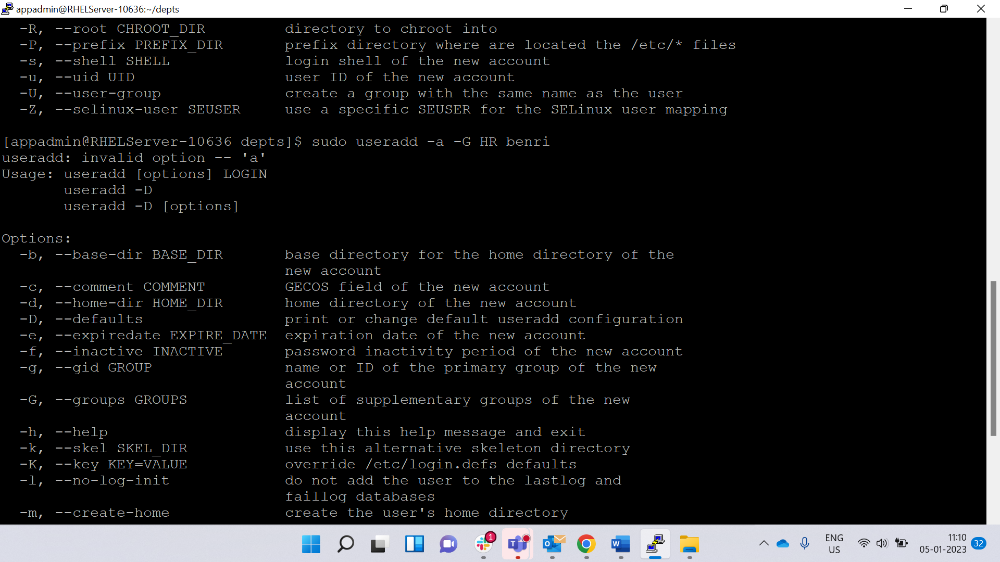 appadmin@RHELServer-10636:~/depts
  -R, --root CHROOT_DIR         directory to chroot into
  -P, --prefix PREFIX_DIR       prefix directory where are located the /etc/* files
  -s, --shell SHELL             login shell of the new account
  -u, --uid UID                 user ID of the new account
  -U, --user-group              create a group with the same name as the user
  -Z, --selinux-user SEUSER     use a specific SEUSER for the SELinux user mapping

[appadmin@RHELServer-10636 depts]$ sudo useradd -a -G HR benri
useradd: invalid option -- 'a'
Usage: useradd [options] LOGIN
       useradd -D
       useradd -D [options]

Options:
  -b, --base-dir BASE_DIR       base directory for the home directory of the
                                new account
  -c, --comment COMMENT         GECOS field of the new account
  -d, --home-dir HOME_DIR       home directory of the new account
  -D, --defaults                print or change default useradd configuration
  -e, --expiredate EXPIRE_DATE  expiration date of the new account
  -f, --inactive INACTIVE       password inactivity period of the new account
  -g, --gid GROUP               name or ID of the primary group of the new
                                account
  -G, --groups GROUPS           list of supplementary groups of the new
                                account
  -h, --help                    display this help message and exit
  -k, --skel SKEL_DIR           use this alternative skeleton directory
  -K, --key KEY=VALUE           override /etc/login.defs defaults
  -l, --no-log-init             do not add the user to the lastlog and
                                faillog databases
  -m, --create-home             create the user's home directory
1
T
O
W
ENG
US
11:10
05-01-2023
32